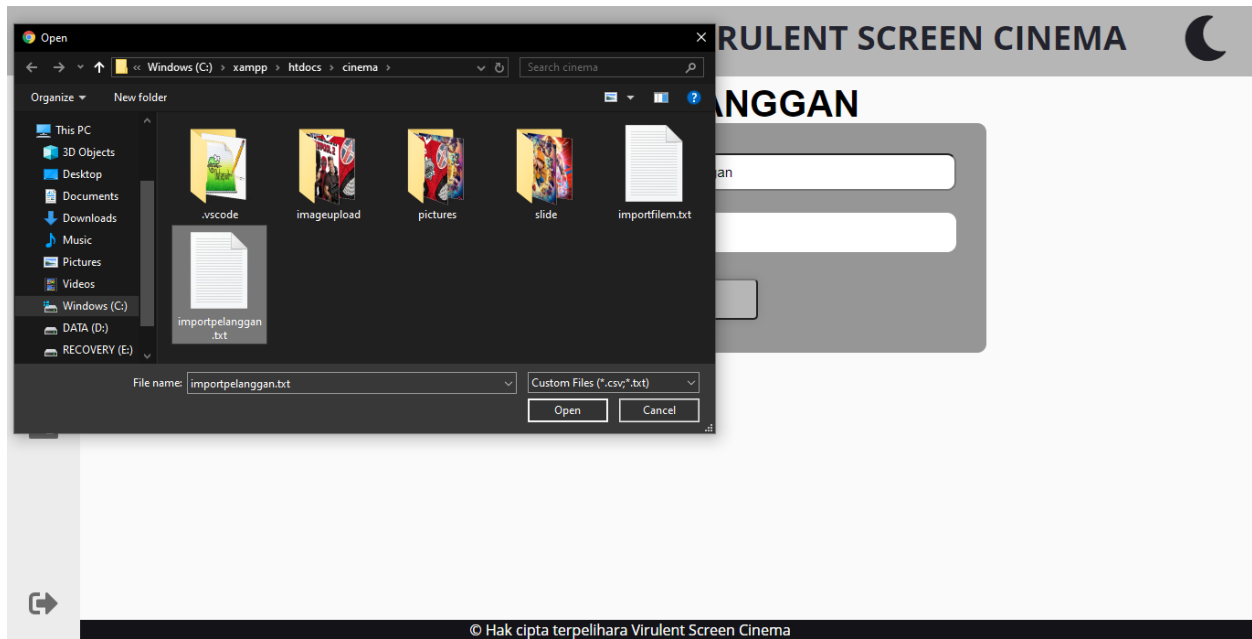 Open
RULENT SCREEN CINEMA
« Windows (C:) › xampp › htdocs › cinema ›
Search cinema
Organize
New folder
ANGGAN
This PC
3D Objects
Desktop
Documents
Downloads
Music
Pictures
Videos
Windows (C:)
DATA (D:)
RECOVERY (E:)
.vscode
imageupload
pictures
slide
importfilem.txt
importpelanggan
.txt
gan
File name:
importpelanggan.txt
Custom Files (*.csv;*.txt)
Open
Cancel
© Hak cipta terpelihara Virulent Screen Cinema